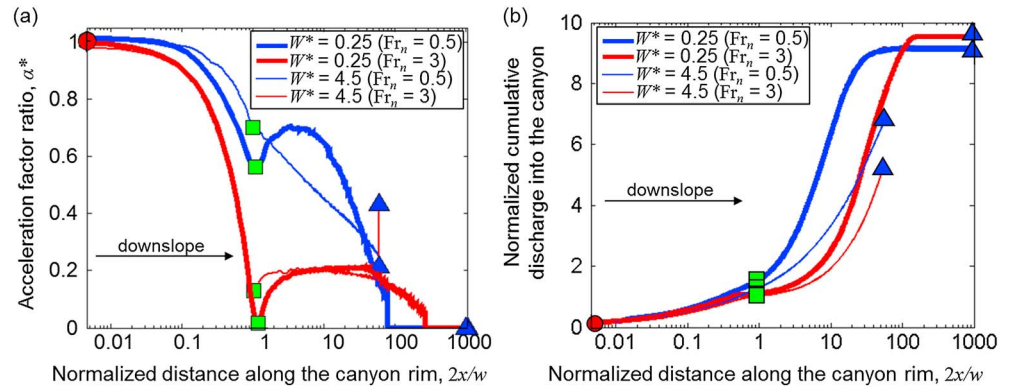 (a)
Acceleration factor ratio, α*
1.0
0.8
0.6
0.4
0.2
0
W* = 0.25 (Frn = 0.5)
W* = 0.25 (Frn = 3)
W* = 4.5 (Frn = 0.5)
W* = 4.5 (Frn = 3)
downslope
0.01 0.1 1 10 100 1000
Normalized distance along the canyon rim, 2x/w
(b)
Normalized cumulative
discharge into the canyon
10
8
6
4
2
0
W* = 0.25 (Frn = 0.5)
W* = 0.25 (Frn = 3)
W* = 4.5 (Frn = 0.5)
W* = 4.5 (Frn = 3)
downslope
0.01 0.1 1 10 100 1000
Normalized distance along the canyon rim, 2x/w